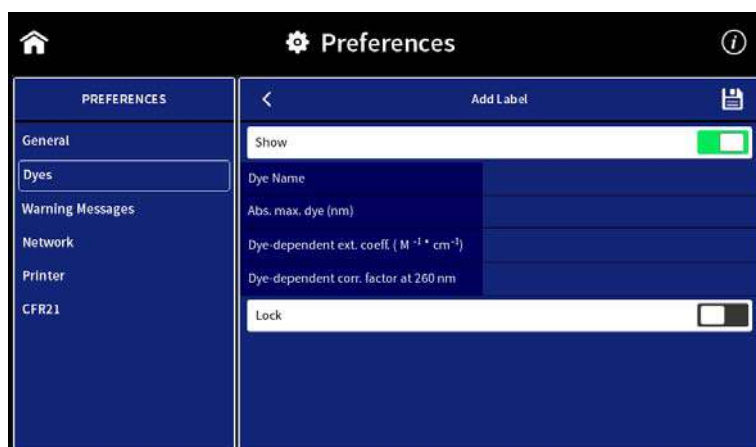 Preferences
PREFERENCES
General
Dyes
Warning Messages
Network
Printer
CFR21
Add Label
Show
Dye Name
Abs. max. dye (nm)
Dye-dependent ext. coeff. ( M ⁻¹ * cm⁻¹)
Dye-dependent corr. factor at 260 nm
Lock